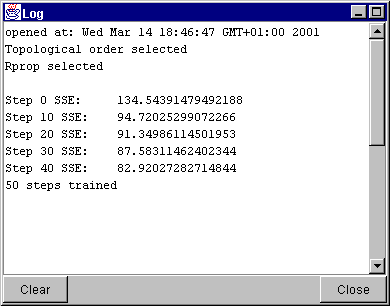 Log
opened at: Wed Mar 14 18:46:47 GMT+01:00 2001
Topological order selected
Rprop selected
Step 0 SSE: 134.54391479492188
Step 10 SSE: 94.72025299072266
Step 20 SSE: 91.34986114501953
Step 30 SSE: 87.58311462402344
Step 40 SSE: 82.92027282714844
50 steps trained
Clear
Close